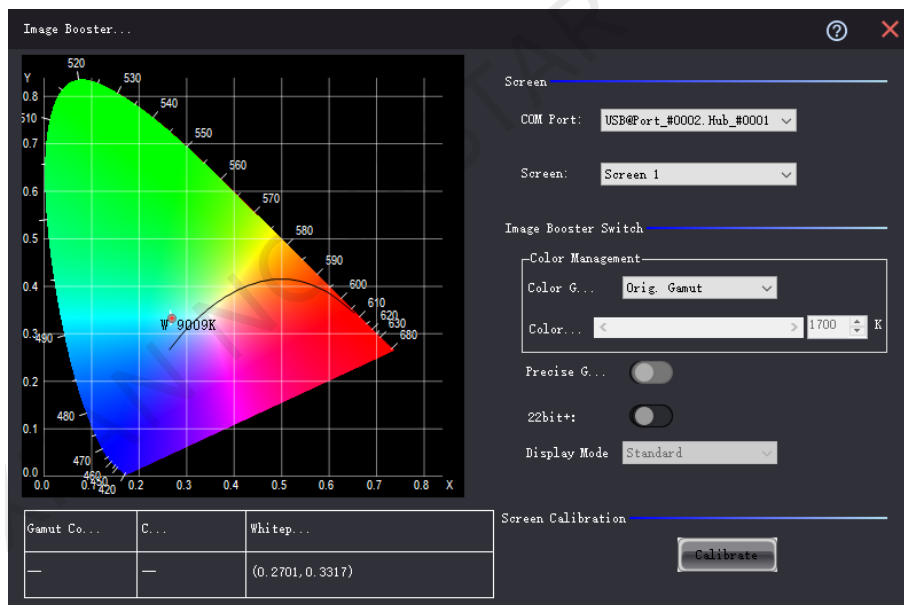 Image Booster...
Screen
COM Port: USB@Port_#0002.Hub_#0001
Screen: Screen 1
Image Booster Switch
Color Management
Color G... Orig. Gamut
Color... 1700 K
Precise G...
22bit+:
Display Mode Standard
Screen Calibration
Calibrate
Y
0.8
0.7
0.6
0.5
0.4
0.3
0.2
0.1
0.0
0.0 0.1 0.2 0.3 0.4 0.5 0.6 0.7 0.8 X
520
530
540
550
560
570
580
590
600
610
620
630
680
510
490
480
470
460
420
W 9009K
Gamut Co... C... Whitep...
— — (0.2701, 0.3317)